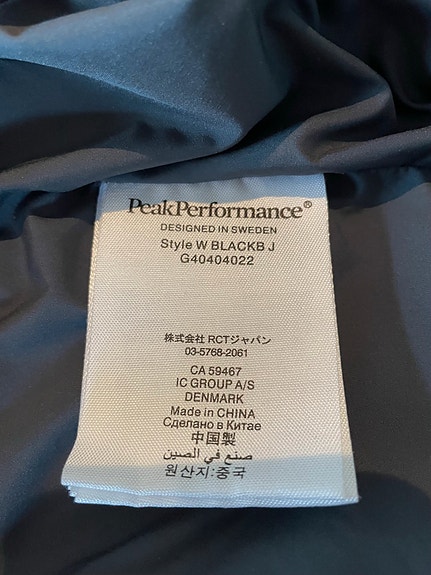 PeakPerformance®
DESIGNED IN SWEDEN
Style W BLACKB J
G40404022
株式会社 RCTジャパン
03-5768-2061
CA 59467
IC GROUP A/S
DENMARK
Made in CHINA
Сделано в Китае
中国製
صنع في الصين
원산지:중국